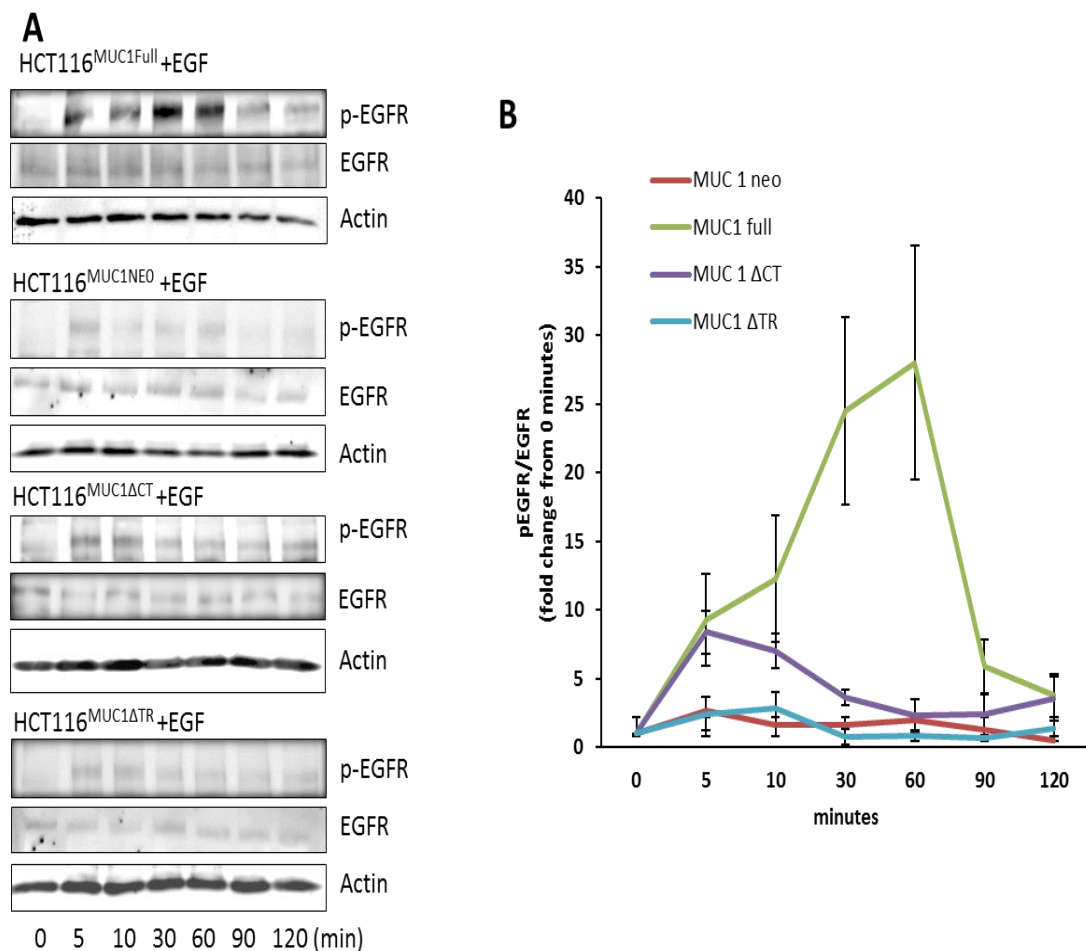 A
HCT116MUC1Full +EGF
p-EGFR
EGFR
Actin
HCT116MUC1NEO +EGF
p-EGFR
EGFR
Actin
HCT116MUC1ΔCT +EGF
p-EGFR
EGFR
Actin
HCT116MUC1ΔTR +EGF
p-EGFR
EGFR
Actin
0 5 10 30 60 90 120 (min)
B
MUC 1 neo
MUC1 full
MUC 1 ΔCT
MUC1 ΔTR
40
35
30
25
20
15
10
5
0
pEGFR/EGFR
(fold change from 0 minutes)
0 5 10 30 60 90 120
minutes